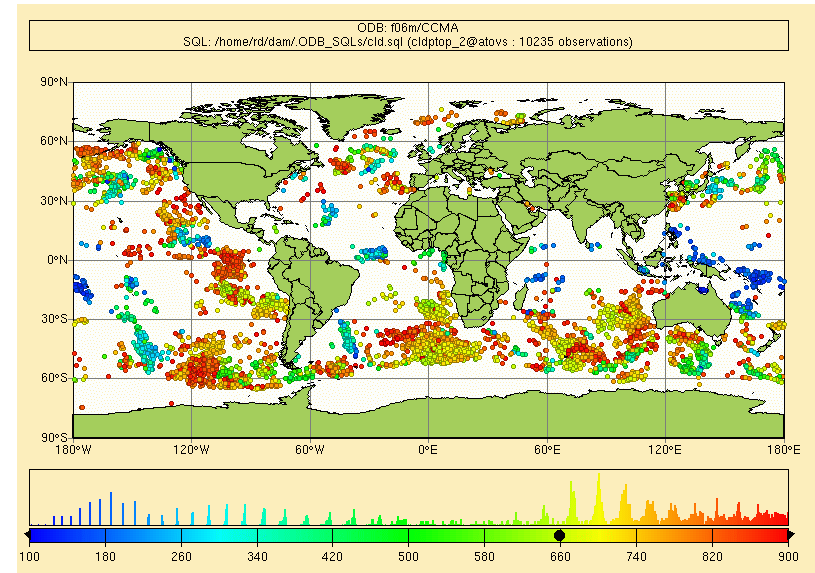 ODB: f06m/CCMA
SQL: /home/rd/dam/.ODB_SQLs/cld.sql (cldptop_2@atovs : 10235 observations)
90°N
60°N
30°N
0°N
30°S
60°S
90°S
180°W 120°W 60°W 0°E 60°E 120°E 180°E
100 180 260 340 420 500 580 660 740 820 900